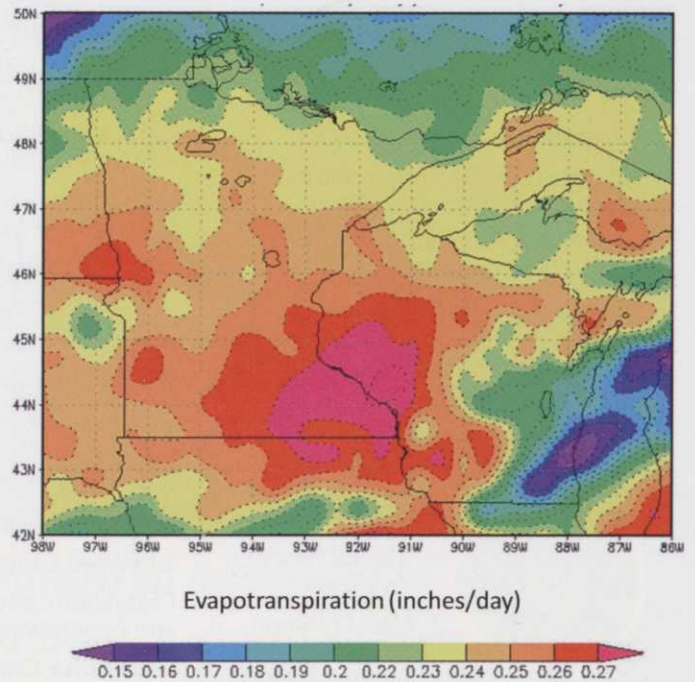 50N
49N
48N
47N
46N
45N
44N
43N
42N
98W 97W 96W 95W 94W 93W 92W 91W 90W 89W 88W 87W 86W
Evapotranspiration (inches/day)
0.15 0.16 0.17 0.18 0.19 0.2 0.22 0.23 0.24 0.25 0.26 0.27